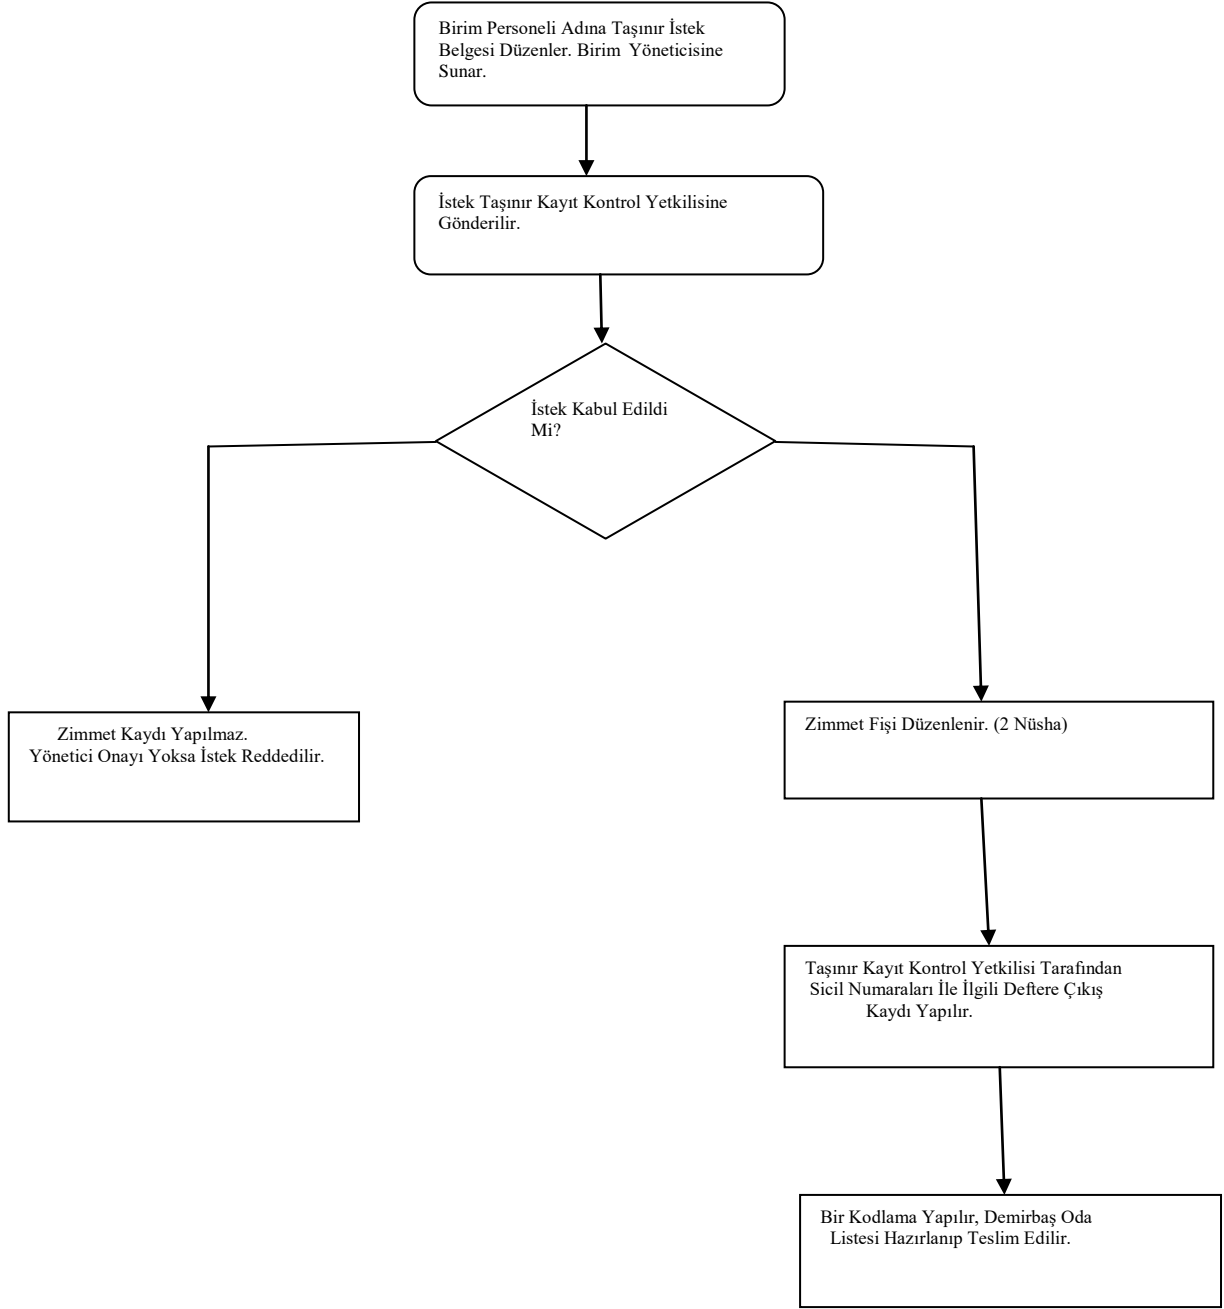 Birim Personeli Adına Taşınır İstek
Belgesi Düzenler. Birim Yöneticisine
Sunar.
İstek Taşınır Kayıt Kontrol Yetkilisine
Gönderilir.
İstek Kabul Edildi
Mi?
Zimmet Kaydı Yapılmaz.
Yönetici Onayı Yoksa İstek Reddedilir.
Zimmet Fişi Düzenlenir. (2 Nüsha)
Taşınır Kayıt Kontrol Yetkilisi Tarafından
Sicil Numaraları İle İlgili Deftere Çıkış
Kaydı Yapılır.
Bir Kodlama Yapılır, Demirbaş Oda
Listesi Hazırlanıp Teslim Edilir.